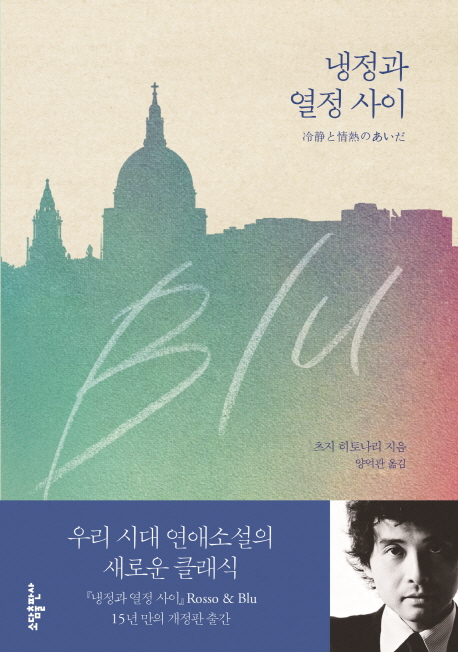 냉정과
열정 사이
冷静と情熱のあいだ
Blu
츠지 히토나리 지음
양억관 옮김
우리 시대 연애소설의
새로운 클래식
『냉정과 열정 사이』 Rosso & Blu
15년 만의 개정판 출간
소담출판사